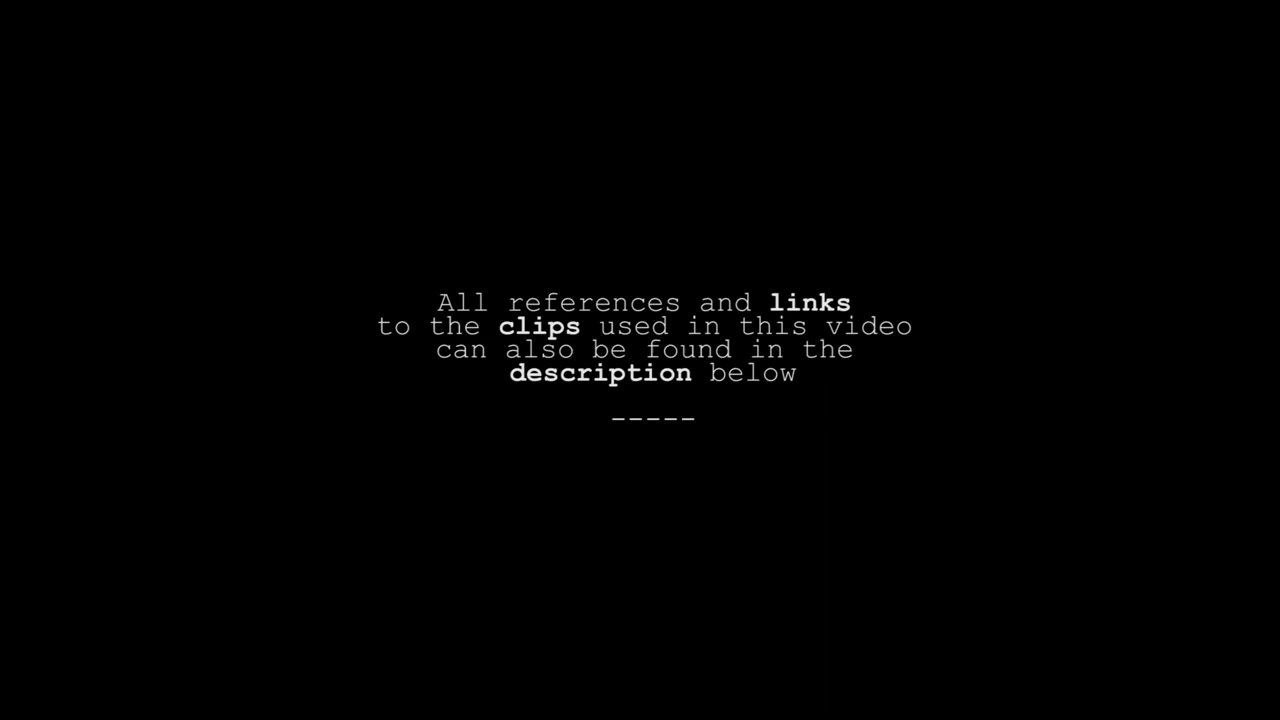 All references and links
to the clips used in this video
can also be found in the
description below
-----